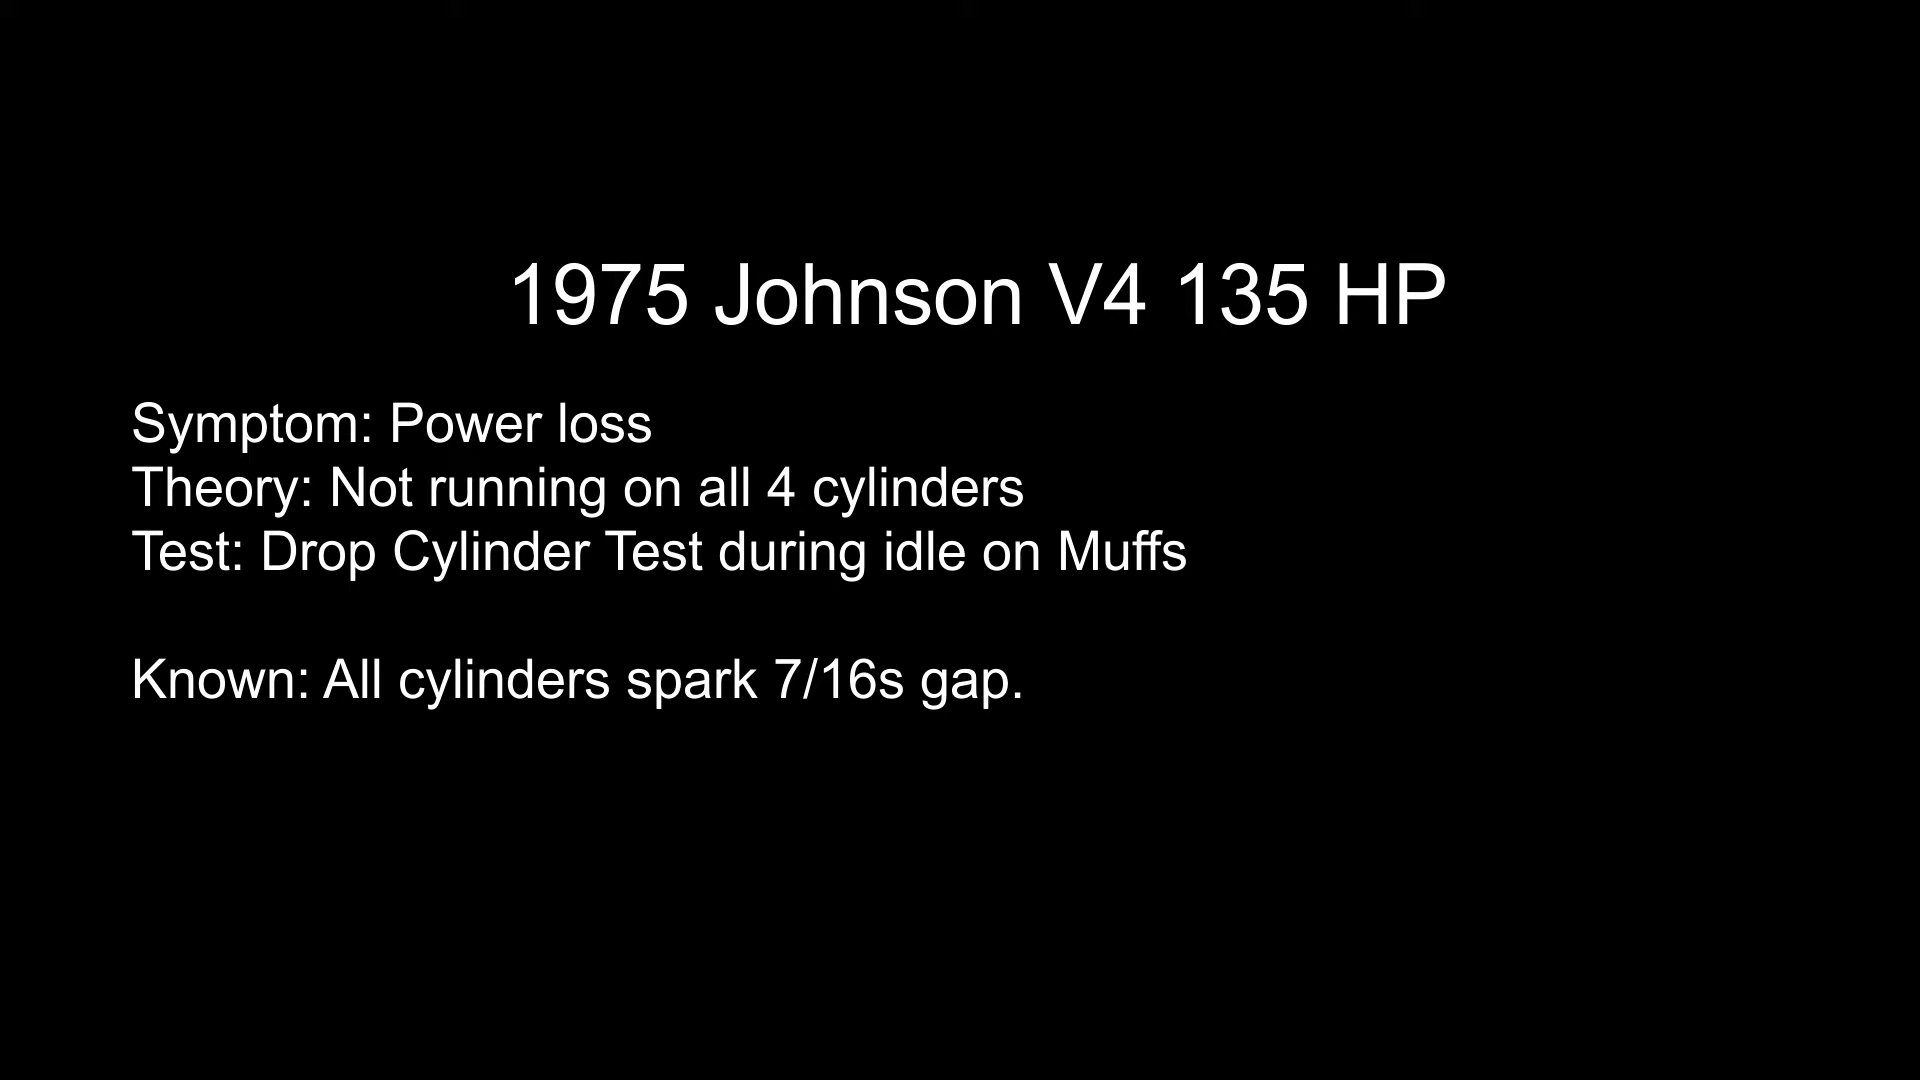 1975 Johnson V4 135 HP
Symptom: Power loss
Theory: Not running on all 4 cylinders
Test: Drop Cylinder Test during idle on Muffs
Known: All cylinders spark 7/16s gap.